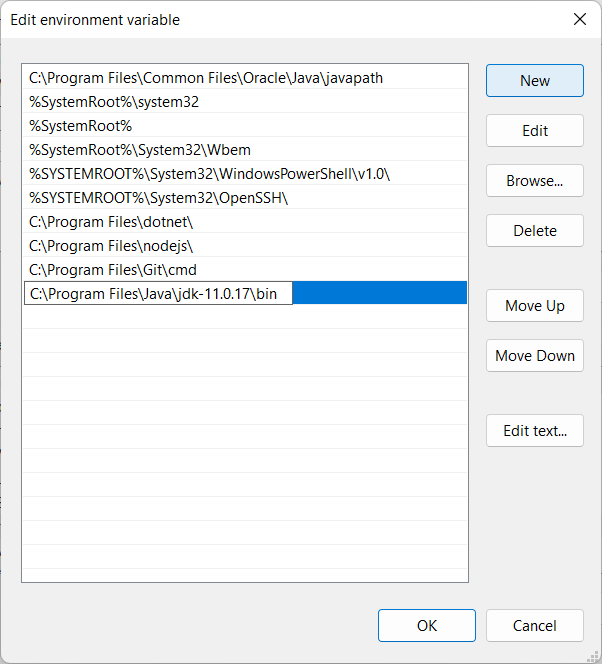 Edit environment variable
C:\Program Files\Common Files\Oracle\Java\javapath
%SystemRoot%\system32
%SystemRoot%
%SystemRoot%\System32\Wbem
%SYSTEMROOT%\System32\WindowsPowerShell\v1.0\
%SYSTEMROOT%\System32\OpenSSH\
C:\Program Files\dotnet\
C:\Program Files\nodejs\
C:\Program Files\Git\cmd
C:\Program Files\Java\jdk-11.0.17\bin
New
Edit
Browse...
Delete
Move Up
Move Down
Edit text...
OK
Cancel